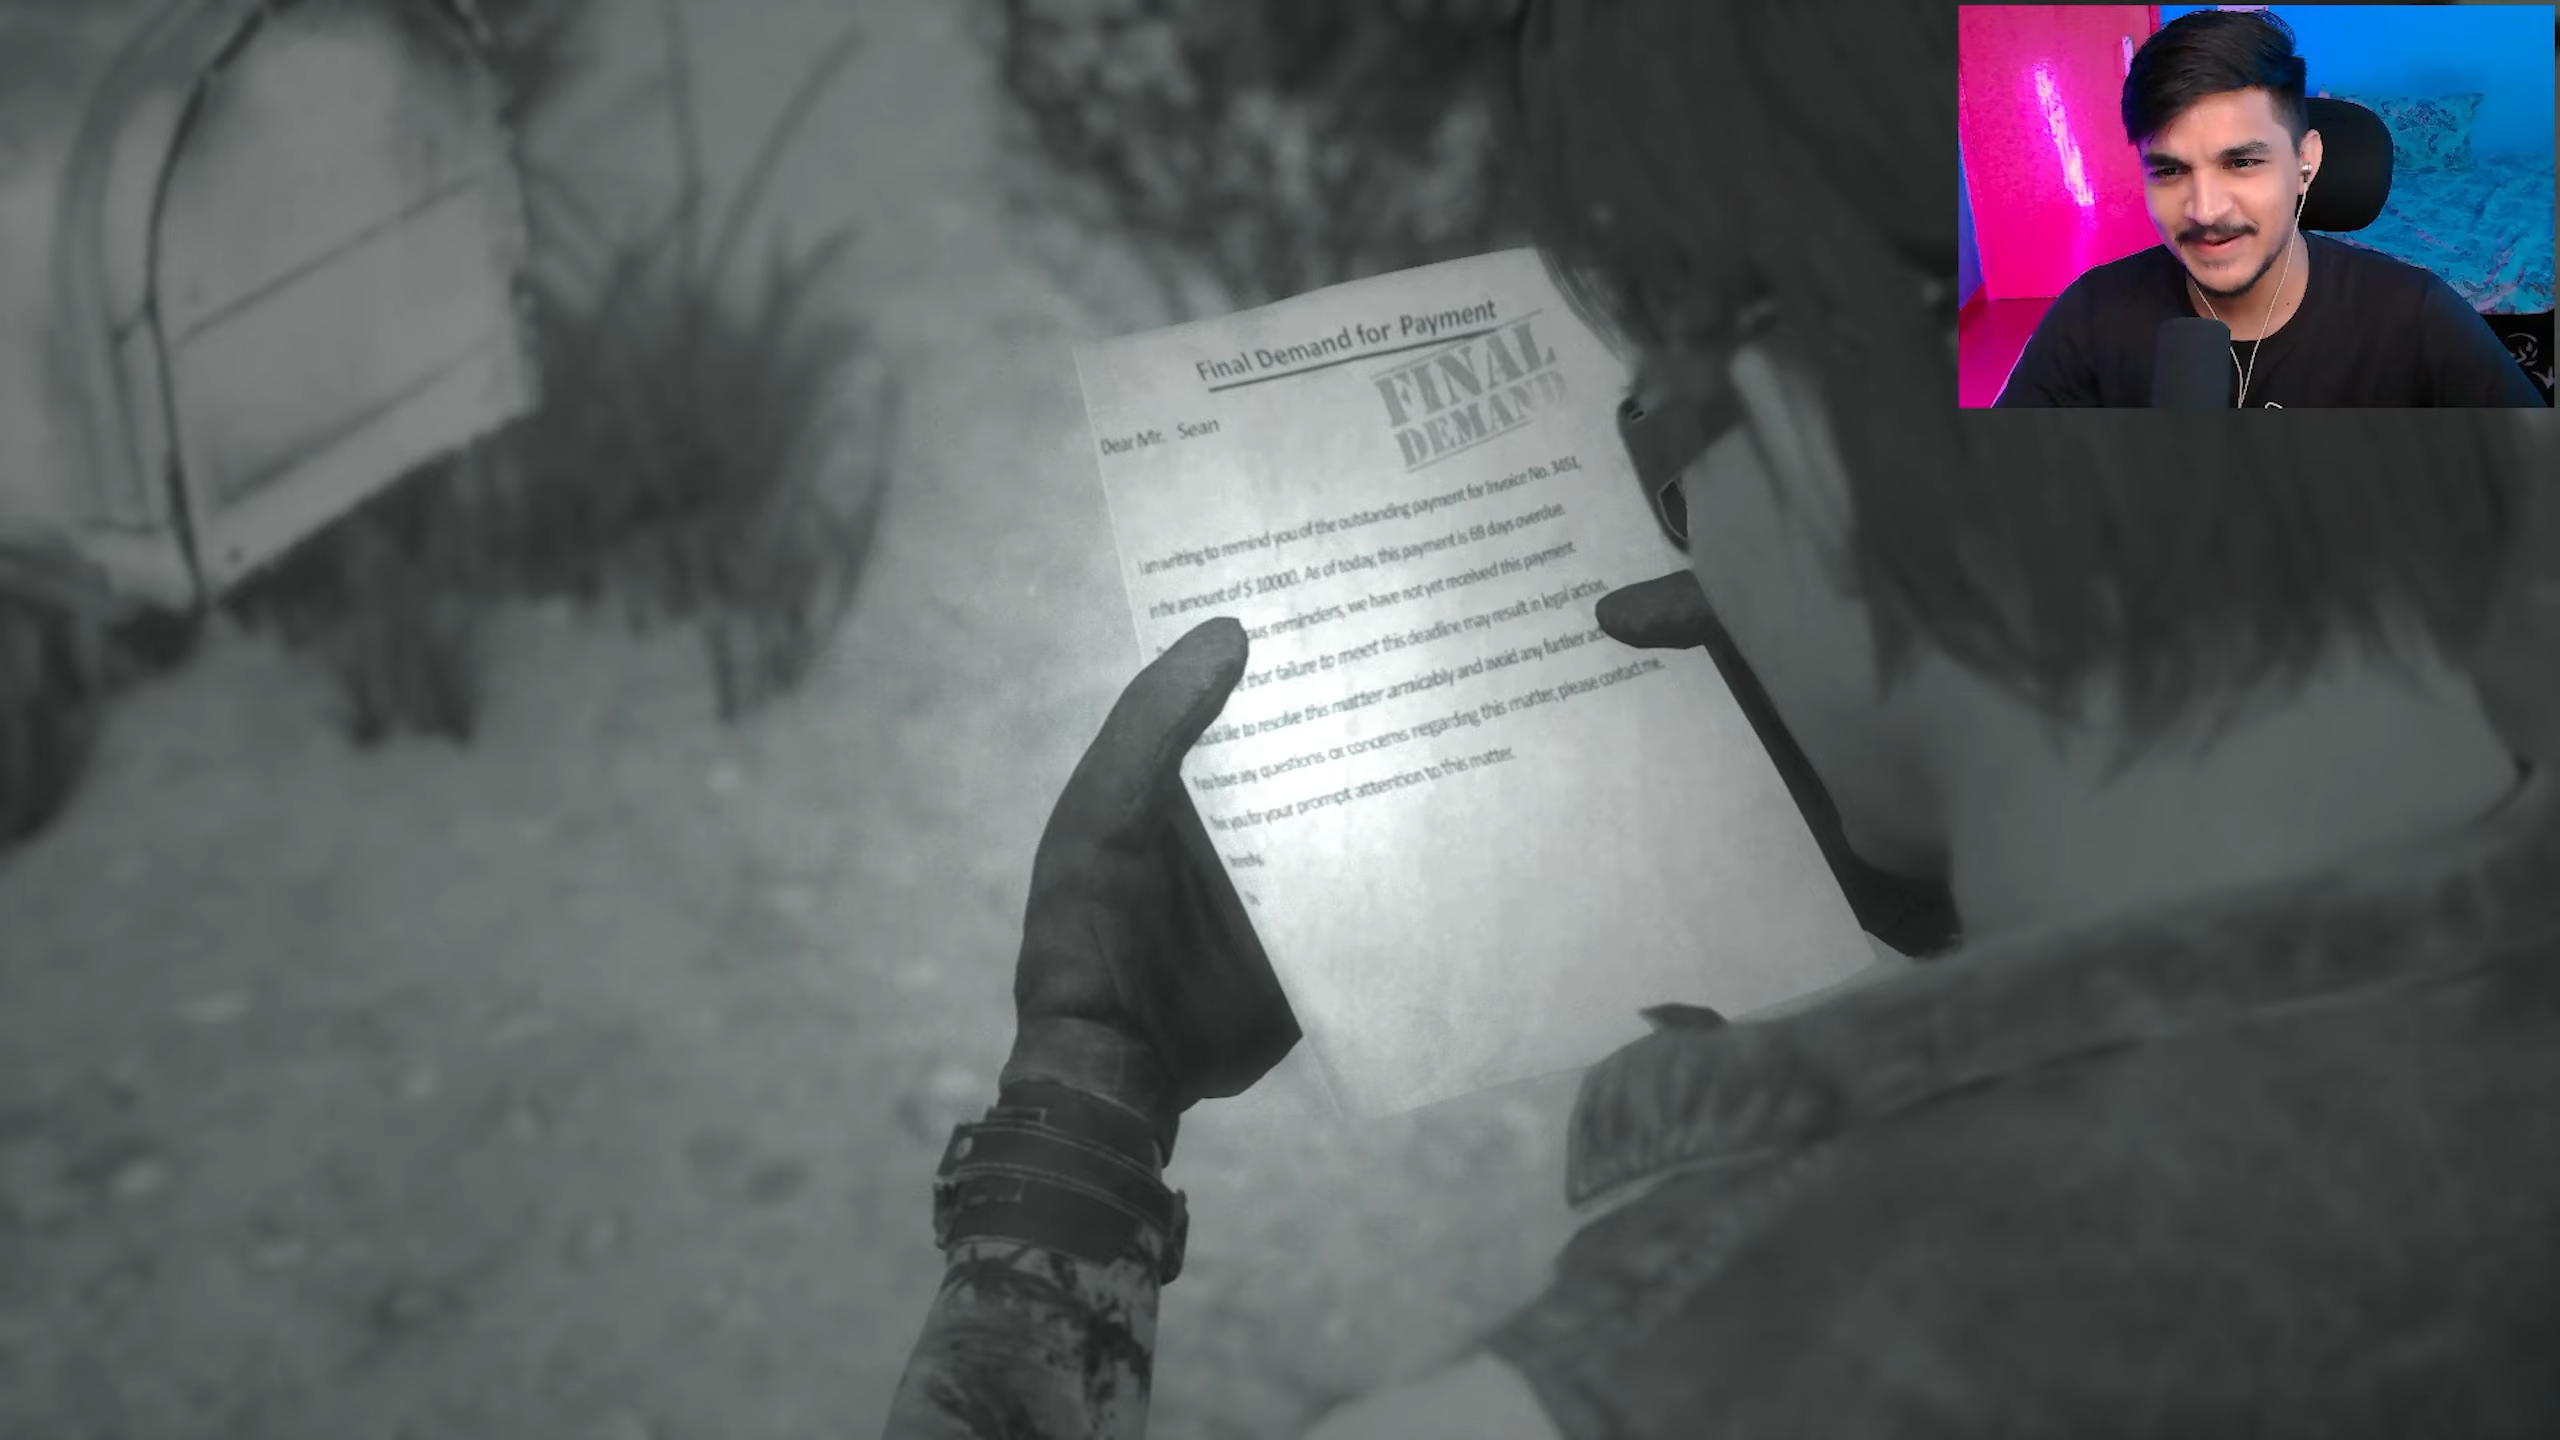 Final Demand for Payment
FINAL
DEMAND
Dear Mr. Sean
I am writing to remind you of the outstanding payment for Invoice No. 3451,
in the amount of $ 10000. As of today, this payment is 69 days overdue.
reminders, we have not yet received this payment.
that failure to meet this deadline may result in legal action.
like to resolve this matter amicably and avoid any further
If you have any questions or concerns regarding this matter, please contact me.
you for your prompt attention to this matter.